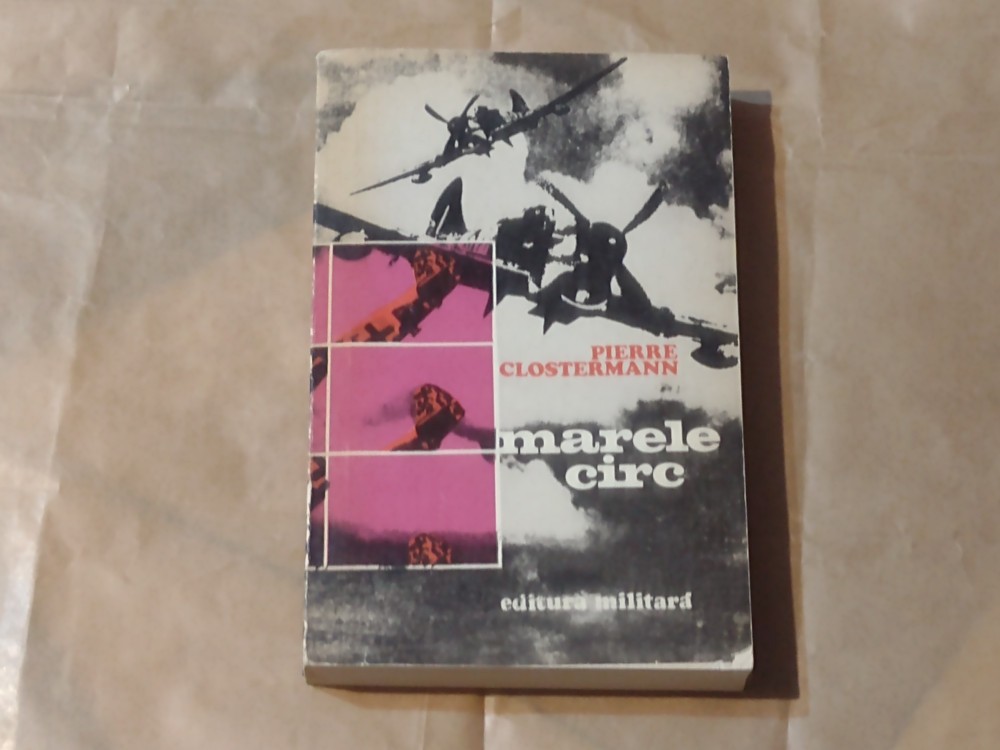 PIERRE
CLOSTERMANN
marele
circ
editura militară